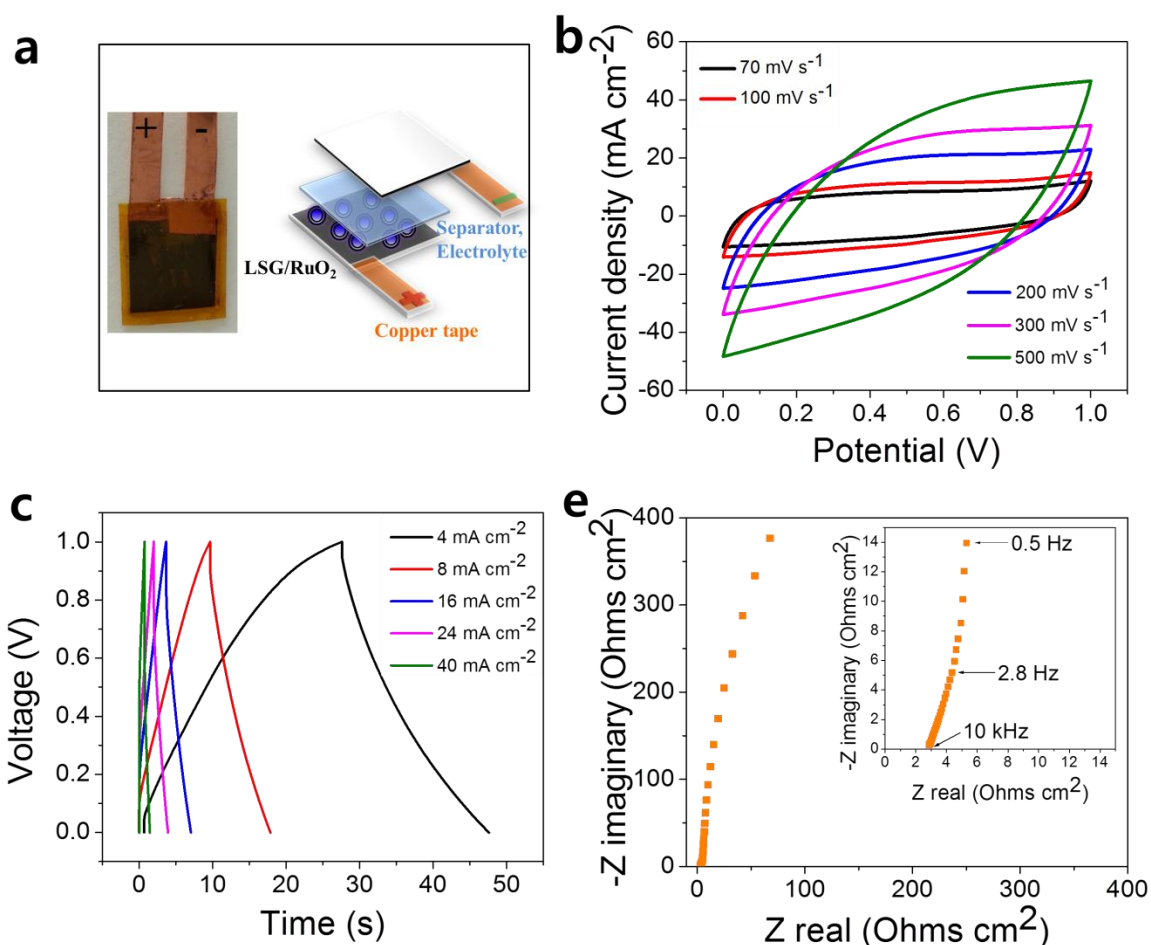 a
+ -
Separator,
Electrolyte
LSG/RuO₂
Copper tape
b
Current density (mA cm⁻²)
60
40
20
0
-20
-40
-60
70 mV s⁻¹
100 mV s⁻¹
200 mV s⁻¹
300 mV s⁻¹
500 mV s⁻¹
0.0 0.2 0.4 0.6 0.8 1.0
Potential (V)
c
Voltage (V)
1.0
0.8
0.6
0.4
0.2
0.0
4 mA cm⁻²
8 mA cm⁻²
16 mA cm⁻²
24 mA cm⁻²
40 mA cm⁻²
0 10 20 30 40 50
Time (s)
e
-Z imaginary (Ohms cm²)
400
300
200
100
0
-Z imaginary (Ohms cm²)
14
12
10
8
6
4
2
0
0.5 Hz
2.8 Hz
10 kHz
0 2 4 6 8 10 12 14
Z real (Ohms cm²)
0 100 200 300 400
Z real (Ohms cm²)